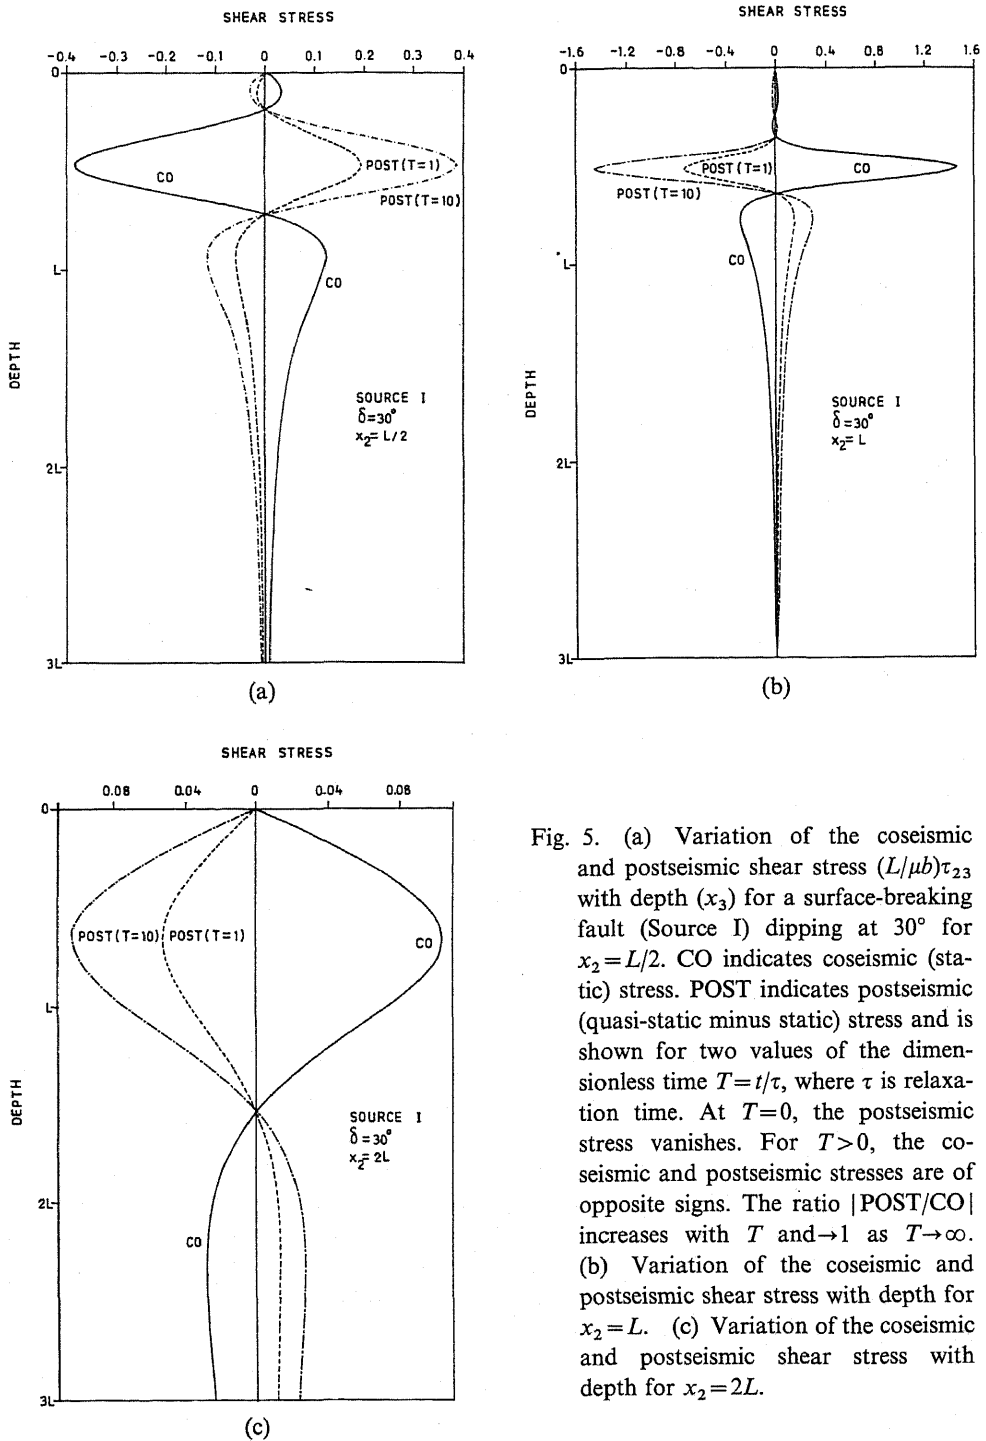 SHEAR STRESS
-0.4 -0.3 -0.2 -0.1 0 0.1 0.2 0.3 0.4
0
L
2L
3L
DEPTH
CO
POST(T=1)
POST(T=10)
CO
SOURCE I
δ=30°
x₂= L/2
(a)
SHEAR STRESS
-1.6 -1.2 -0.8 -0.4 0 0.4 0.8 1.2 1.6
0
L
2L
3L
DEPTH
POST(T=1)
CO
POST(T=10)
CO
SOURCE I
δ=30°
x₂= L
(b)
SHEAR STRESS
0.08 0.04 0 0.04 0.08
0
L
2L
3L
DEPTH
POST(T=10) POST(T=1)
CO
SOURCE I
δ=30°
x₂= 2L
CO
(c)
Fig. 5. (a) Variation of the coseismic
and postseismic shear stress (L/μb)τ₂₃
with depth (x₃) for a surface-breaking
fault (Source I) dipping at 30° for
x₂=L/2. CO indicates coseismic (sta-
tic) stress. POST indicates postseismic
(quasi-static minus static) stress and is
shown for two values of the dimen-
sionless time T=t/τ, where τ is relaxa-
tion time. At T=0, the postseismic
stress vanishes. For T>0, the co-
seismic and postseismic stresses are of
opposite signs. The ratio |POST/CO|
increases with T and→1 as T→∞.
(b) Variation of the coseismic and
postseismic shear stress with depth for
x₂=L. (c) Variation of the coseismic
and postseismic shear stress with
depth for x₂=2L.